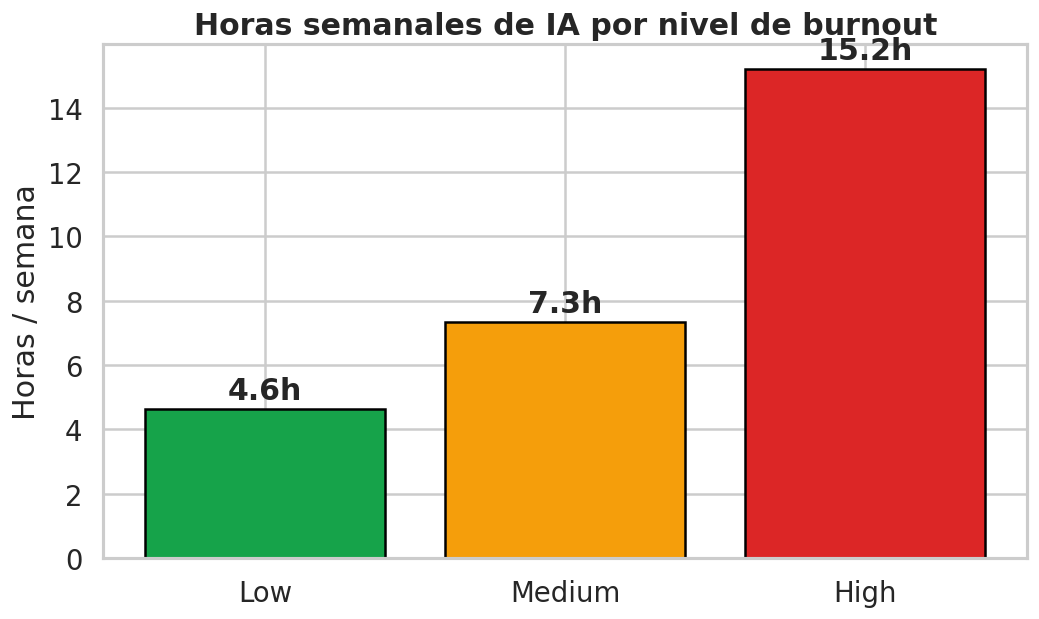 Horas semanales de IA por nivel de burnout
15.2h
14
12
10
8
7.3h
6
4.6h
4
2
0
Horas / semana
Low
Medium
High